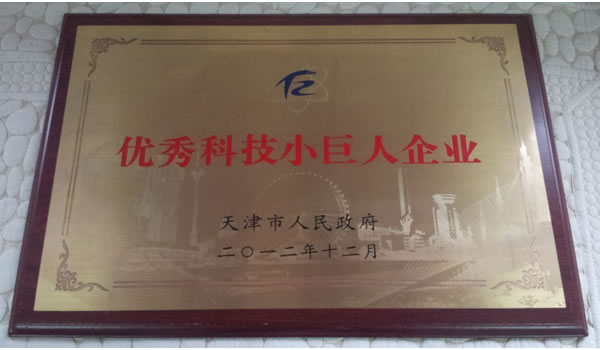 优秀科技小巨人企业
天津市人民政府
二〇一二年十二月